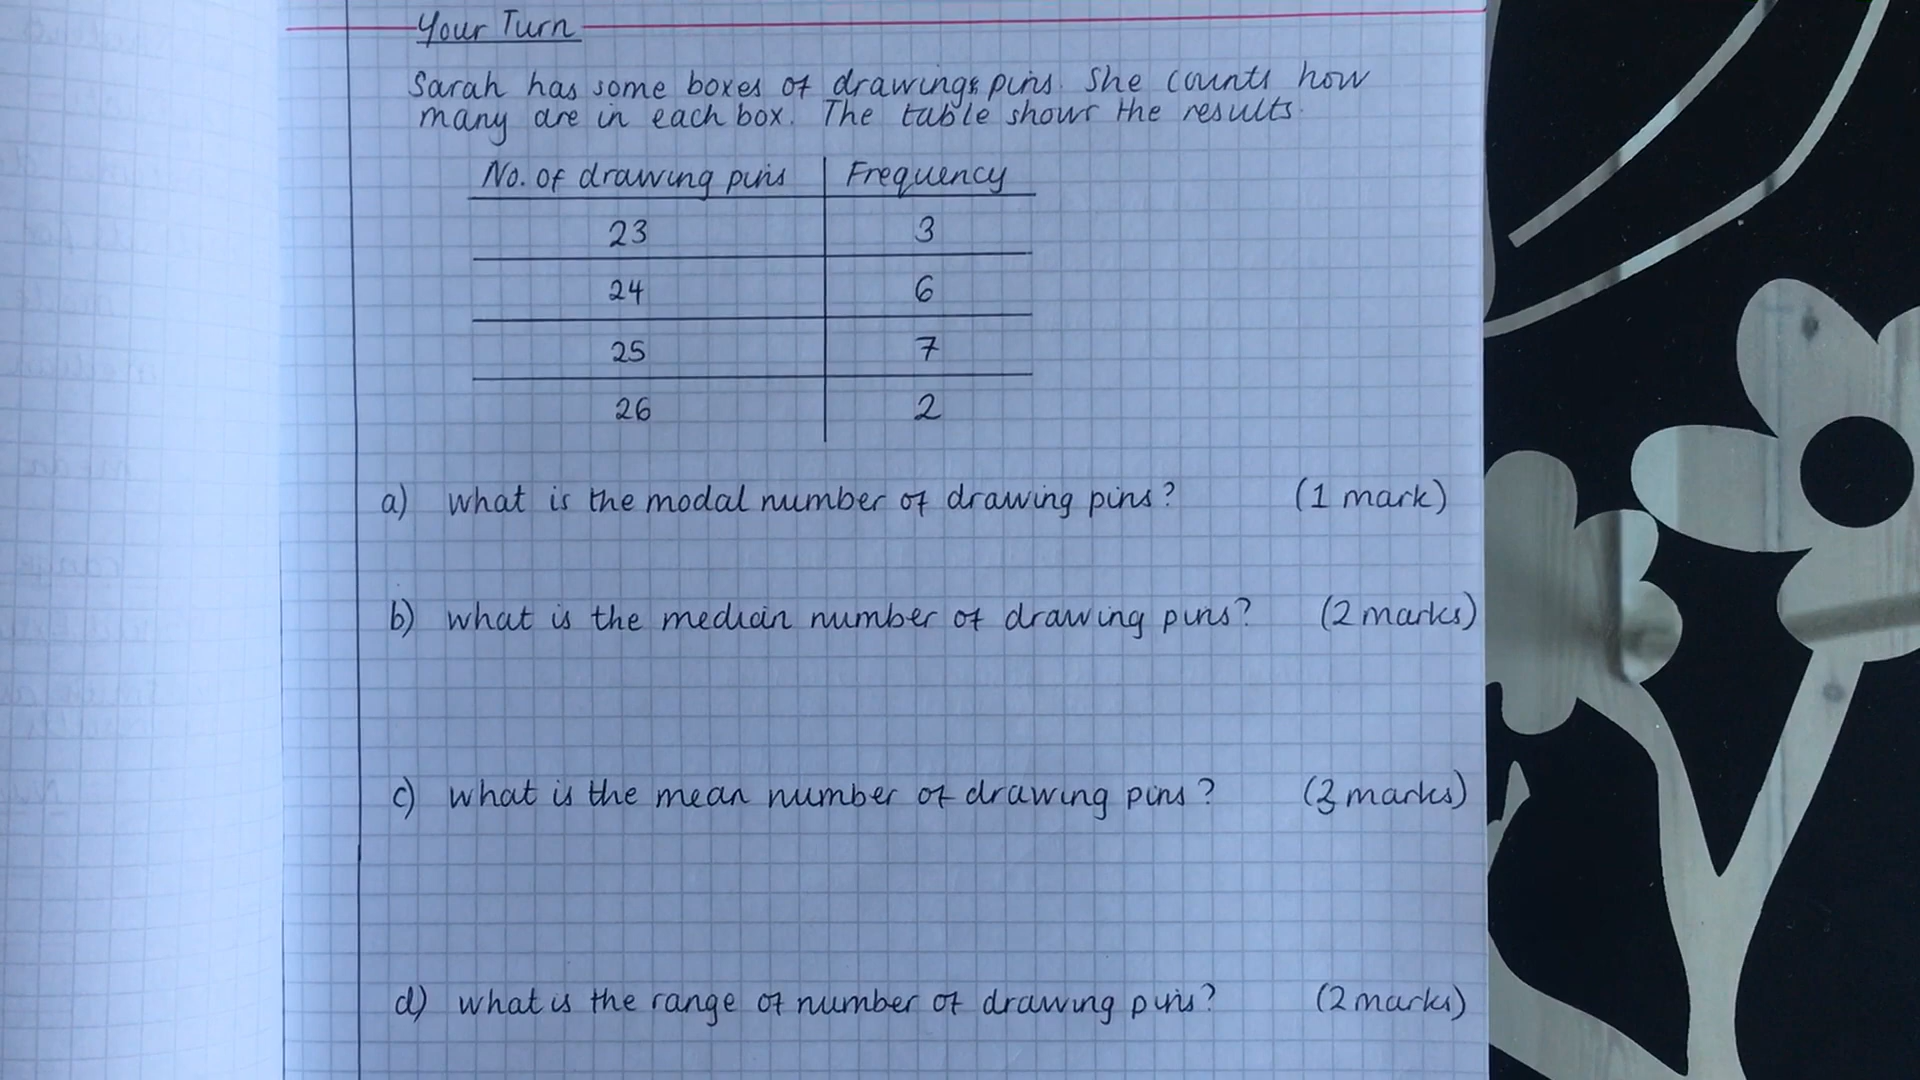 Your Turn
Sarah has some boxes of drawings pins. She counts how
many are in each box. The table shows the results.
No. of drawing pins Frequency
23 3
24 6
25 7
26 2
a) what is the modal number of drawing pins? (1 mark)
b) what is the median number of drawing pins? (2 marks)
c) what is the mean number of drawing pins? (3 marks)
d) what is the range of number of drawing pins? (2 marks)